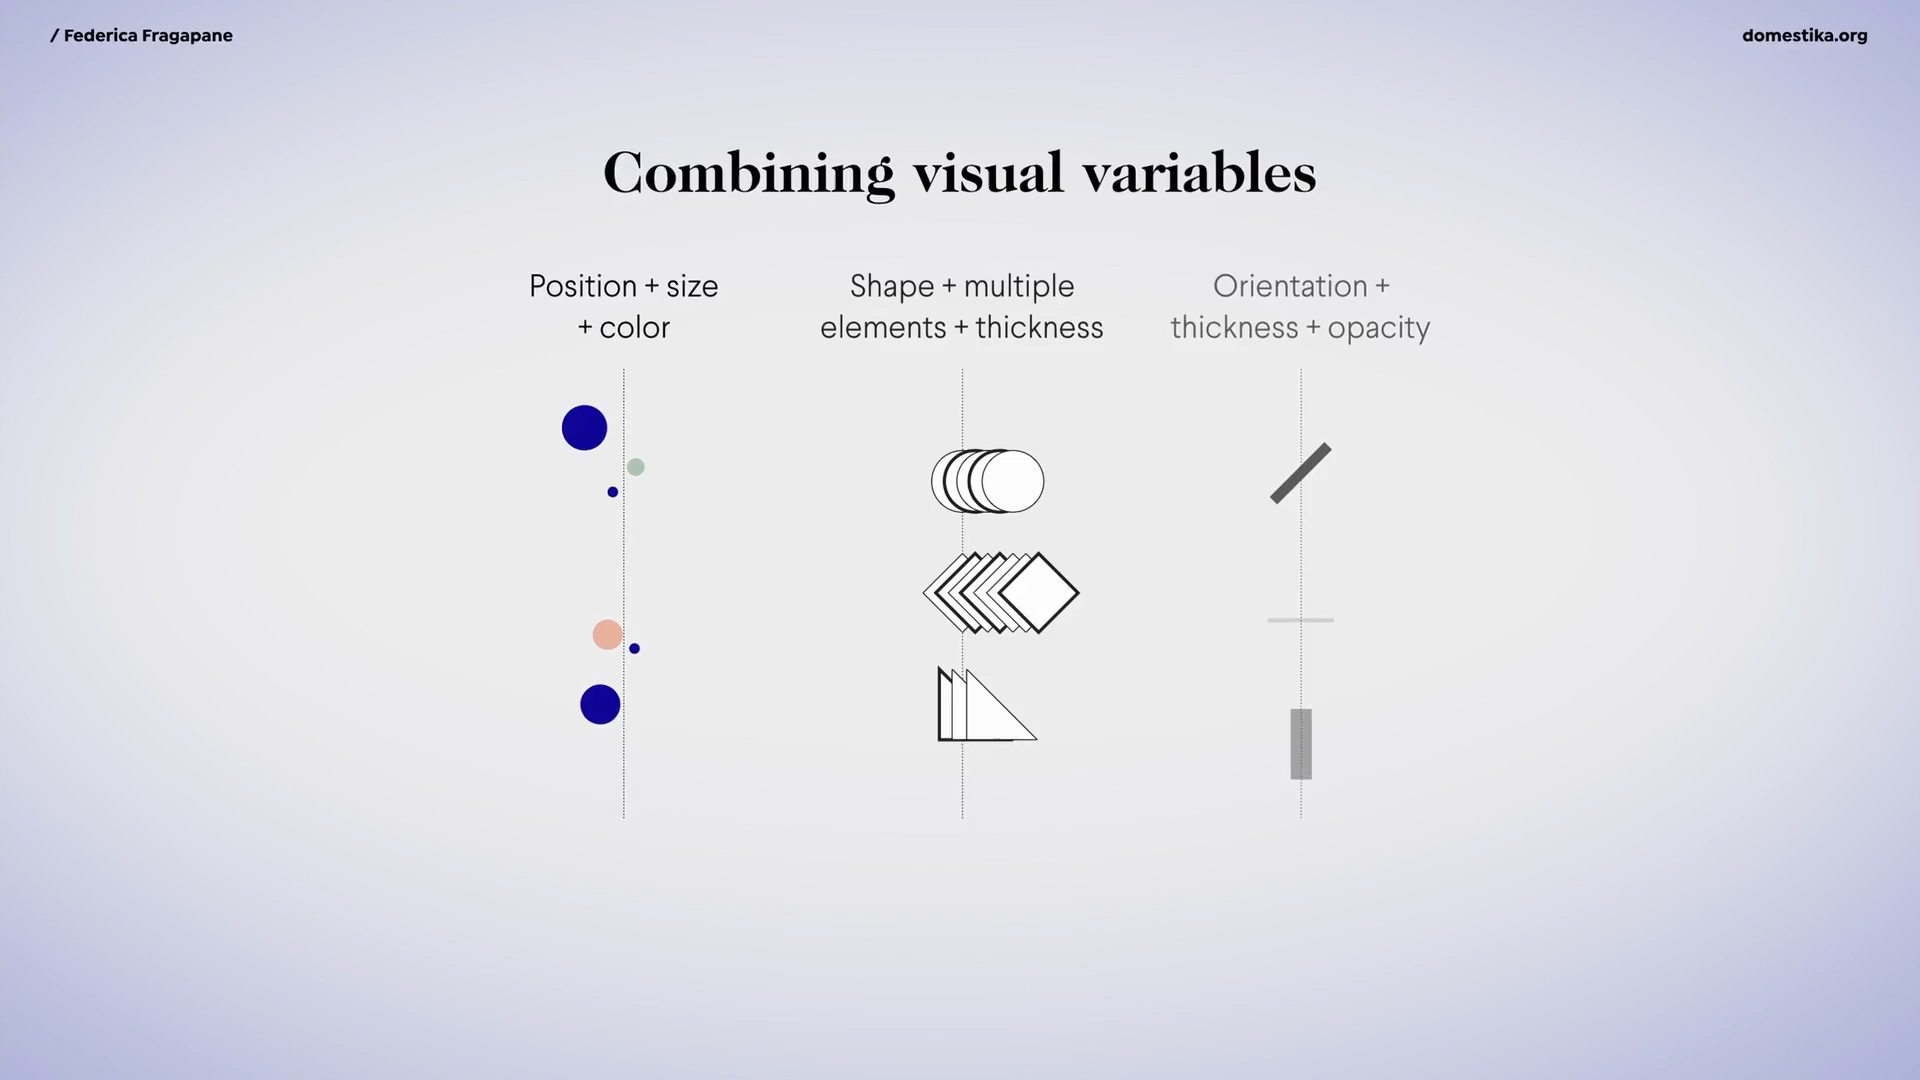 / Federica Fragapane
domestika.org
Combining visual variables
Position + size
+ color
Shape + multiple
elements + thickness
Orientation +
thickness + opacity